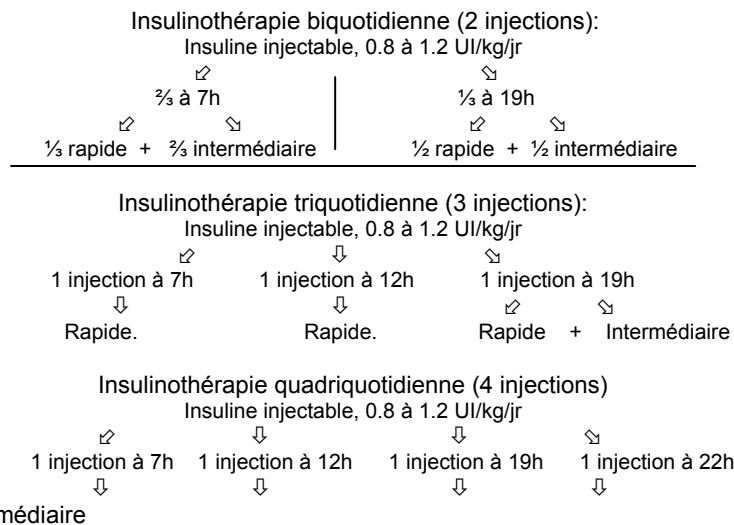 Insulinothérapie biquotidienne (2 injections):
Insuline injectable, 0.8 à 1.2 UI/kg/jr
⅔ à 7h ⅓ à 19h
⅓ rapide + ⅔ intermédiaire ½ rapide + ½ intermédiaire
Insulinothérapie triquotidienne (3 injections):
Insuline injectable, 0.8 à 1.2 UI/kg/jr
1 injection à 7h 1 injection à 12h 1 injection à 19h
Rapide. Rapide. Rapide + Intermédiaire
Insulinothérapie quadriquotidienne (4 injections)
Insuline injectable, 0.8 à 1.2 UI/kg/jr
1 injection à 7h 1 injection à 12h 1 injection à 19h 1 injection à 22h
médiaire